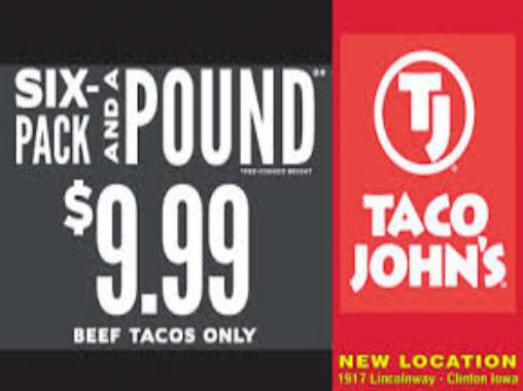 SIX-
PACK
AND A
POUND**
*PRE-COOKED WEIGHT
$9.99
BEEF TACOS ONLY
TJ
TACO
JOHN'S
NEW LOCATION
1917 Lincolnway - Clinton Iowa